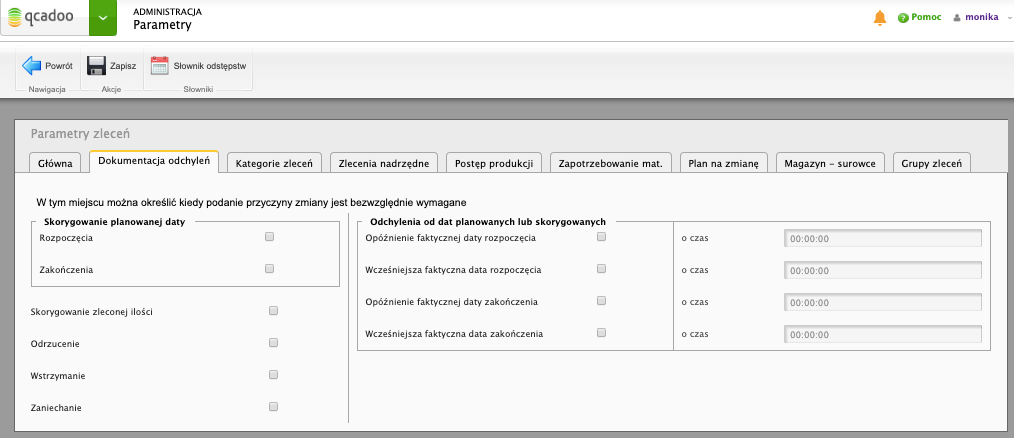 qcadoo
ADMINISTRACJA
Parametry
Pomoc
monika
Powrót
Zapisz
Słownik odstępstw
Nawigacja
Akcje
Słowniki
Parametry zleceń
Główna
Dokumentacja odchyleń
Kategorie zleceń
Zlecenia nadrzędne
Postęp produkcji
Zapotrzebowanie mat.
Plan na zmianę
Magazyn - surowce
Grupy zleceń
W tym miejscu można określić kiedy podanie przyczyny zmiany jest bezwzględnie wymagane
Skorygowanie planowanej daty
Rozpoczęcia
Zakończenia
Skorygowanie zleconej ilości
Odrzucenie
Wstrzymanie
Zaniechanie
Odchylenia od dat planowanych lub skorygowanych
Opóźnienie faktycznej daty rozpoczęcia o czas 00:00:00
Wcześniejsza faktyczna data rozpoczęcia o czas 00:00:00
Opóźnienie faktycznej daty zakończenia o czas 00:00:00
Wcześniejsza faktyczna data zakończenia o czas 00:00:00